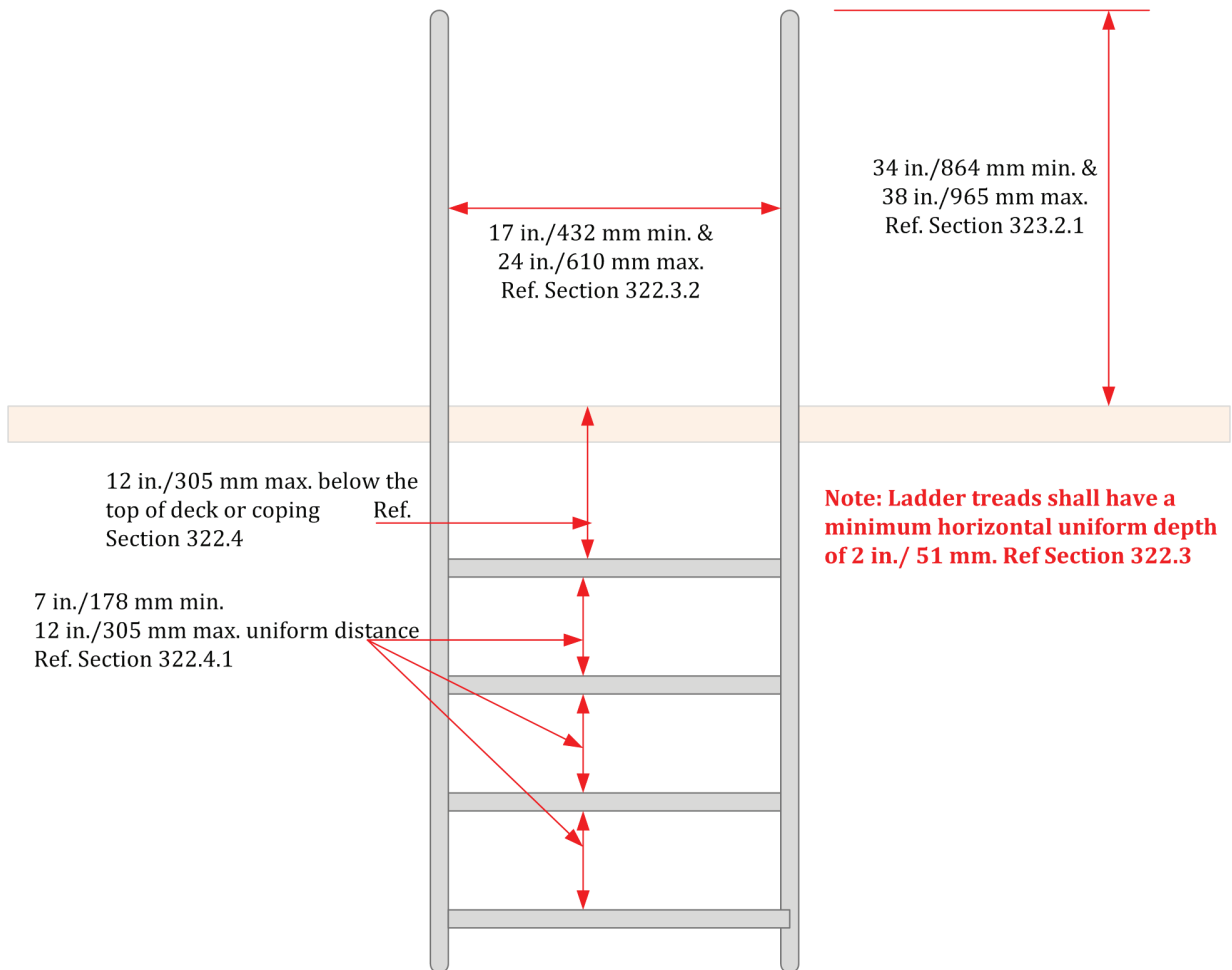 34 in./864 mm min. &
38 in./965 mm max.
Ref. Section 323.2.1
17 in./432 mm min. &
24 in./610 mm max.
Ref. Section 322.3.2
12 in./305 mm max. below the
top of deck or coping Ref.
Section 322.4
Note: Ladder treads shall have a
minimum horizontal uniform depth
of 2 in./ 51 mm. Ref Section 322.3
7 in./178 mm min.
12 in./305 mm max. uniform distance
Ref. Section 322.4.1